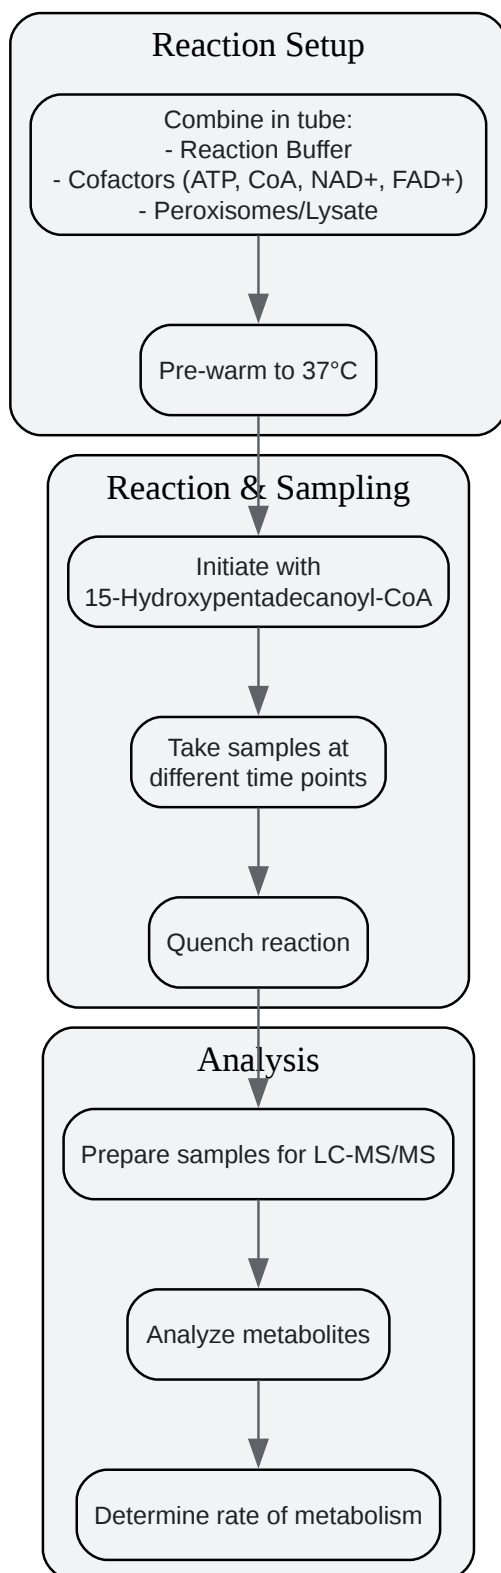 Reaction Setup
Combine in tube:
- Reaction Buffer
- Cofactors (ATP, CoA, NAD+, FAD+)
- Peroxisomes/Lysate
Pre-warm to 37°C
Reaction & Sampling
Initiate with
15-Hydroxypentadecanoyl-CoA
Take samples at
different time points
Quench reaction
Analysis
Prepare samples for LC-MS/MS
Analyze metabolites
Determine rate of metabolism